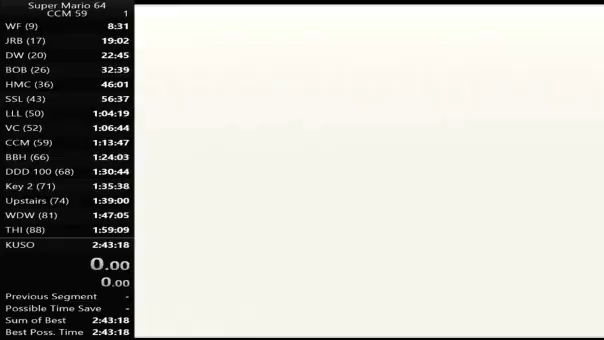 Super Mario 64
CCM 59 1
WF (9) 8:31
JRB (17) 19:02
DW (20) 22:45
BOB (26) 32:39
HMC (36) 46:01
SSL (43) 56:37
LLL (50) 1:04:19
VC (52) 1:06:44
CCM (59) 1:13:47
BBH (66) 1:24:03
DDD 100 (68) 1:30:44
Key 2 (71) 1:35:38
Upstairs (74) 1:39:00
WDW (81) 1:47:05
THI (88) 1:59:09
KUSO 2:43:18
0.00
0.00
Previous Segment -
Possible Time Save -
Sum of Best 2:43:18
Best Poss. Time 2:43:18